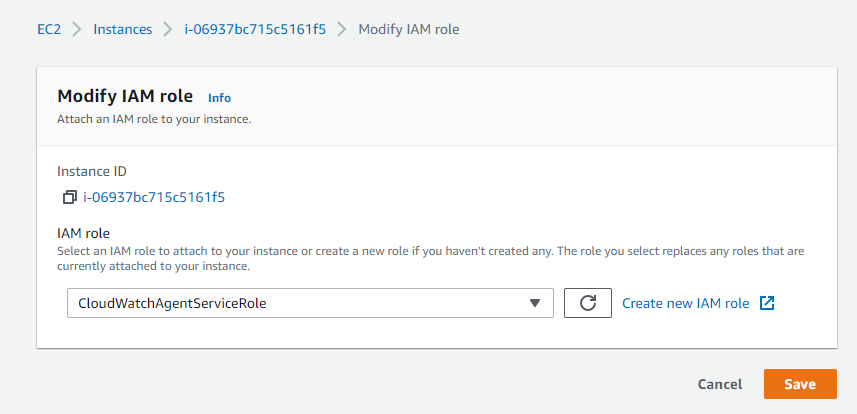 EC2 > Instances > i-06937bc715c5161f5 > Modify IAM role
Modify IAM role Info
Attach an IAM role to your instance.
Instance ID
i-06937bc715c5161f5
IAM role
Select an IAM role to attach to your instance or create a new role if you haven't created any. The role you select replaces any roles that are
currently attached to your instance.
CloudWatchAgentServiceRole
Create new IAM role
Cancel Save